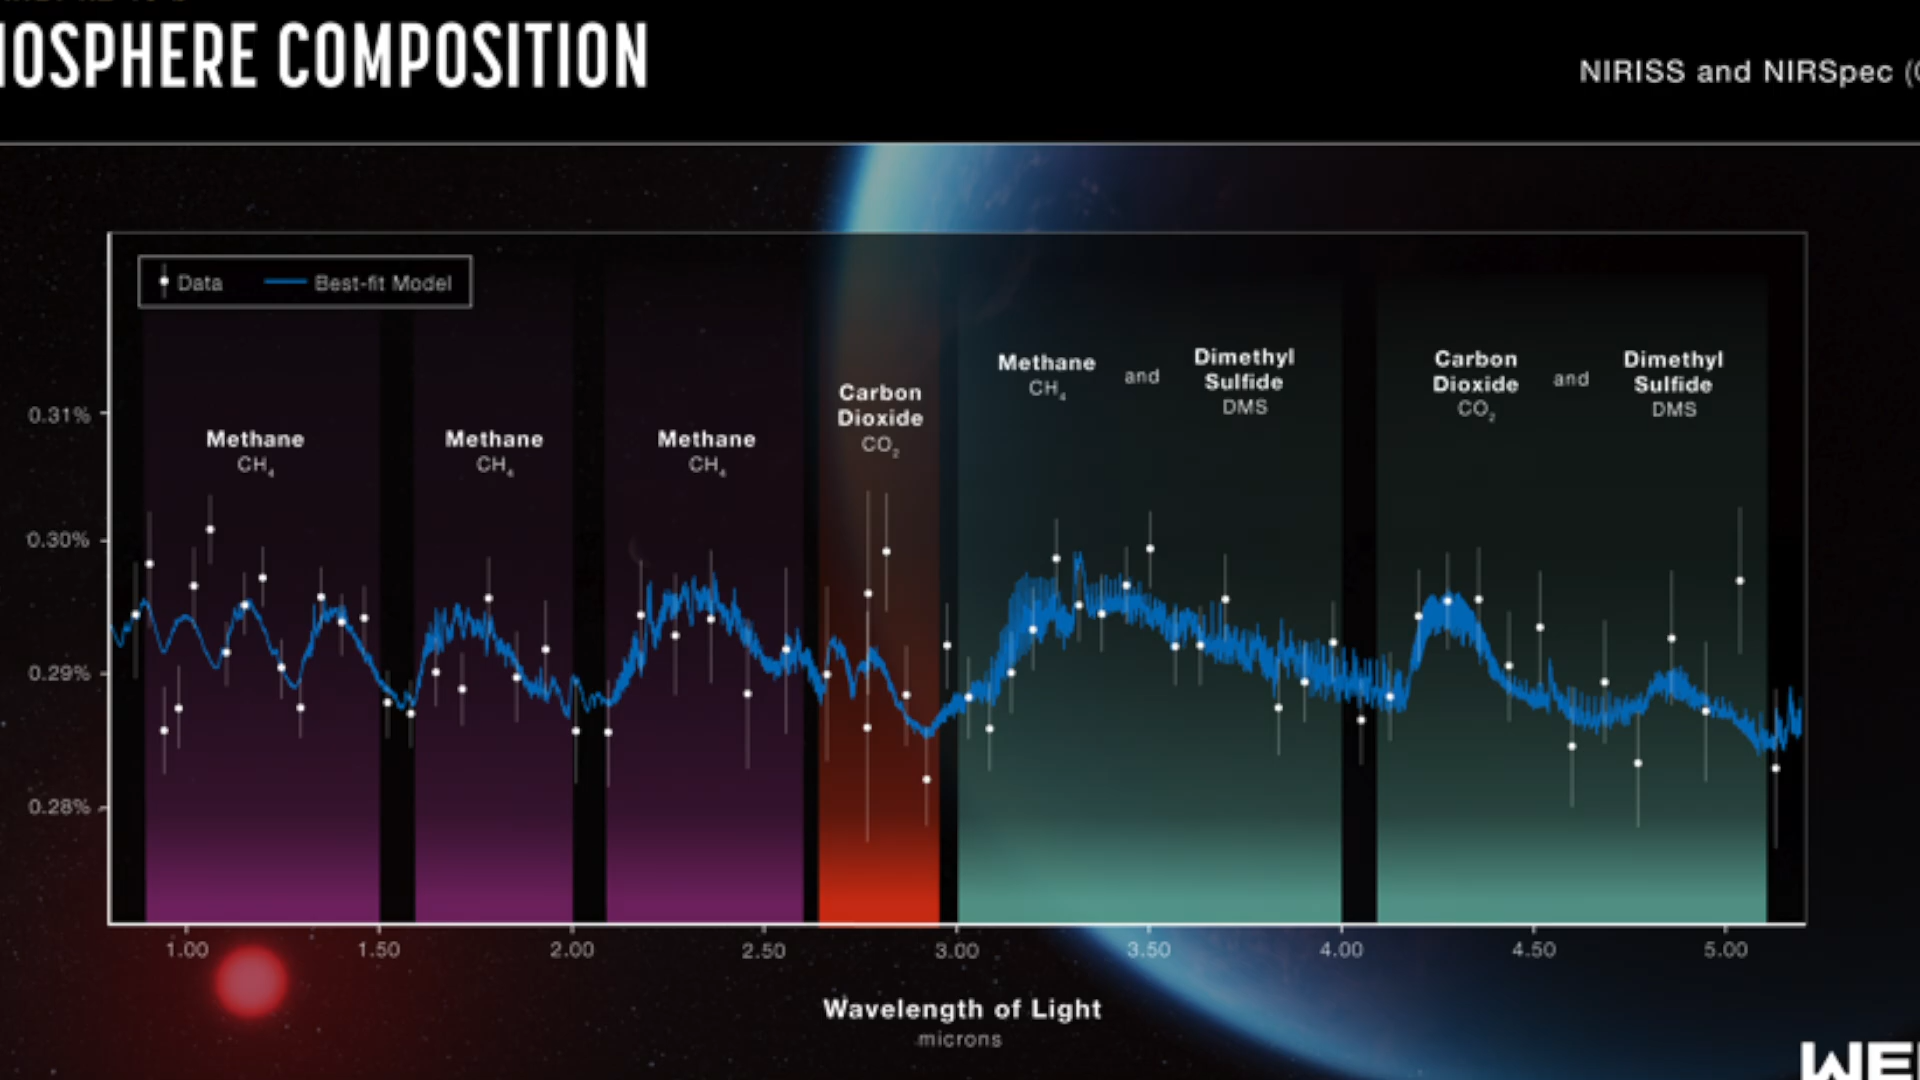 MOSPHERE COMPOSITION
NIRISS and NIRSpec (
Data
Best-fit Model
Methane
CH₄
Methane
CH₄
Methane
CH₄
Carbon
Dioxide
CO₂
Methane
CH₄
and
Dimethyl
Sulfide
DMS
Carbon
Dioxide
CO₂
and
Dimethyl
Sulfide
DMS
0.31%
0.30%
0.29%
0.28%
1.00 1.50 2.00 2.50 3.00 3.50 4.00 4.50 5.00
Wavelength of Light
microns
WE